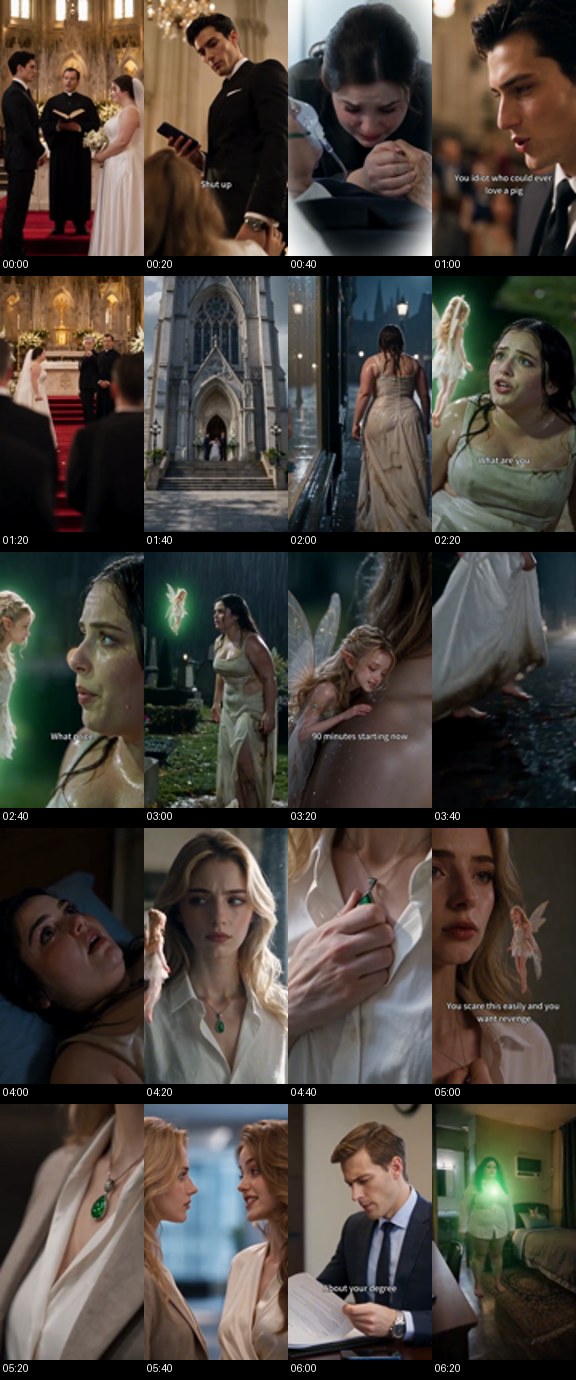 00:00
00:20
00:40
01:00
Shut up
You idiot who could ever
love a pig
01:20
01:40
02:00
02:20
What are you
02:40
03:00
03:20
03:40
What price
90 minutes starting now
04:00
04:20
04:40
05:00
You scare this easily and you
want revenge
05:20
05:40
06:00
06:20
About your degree